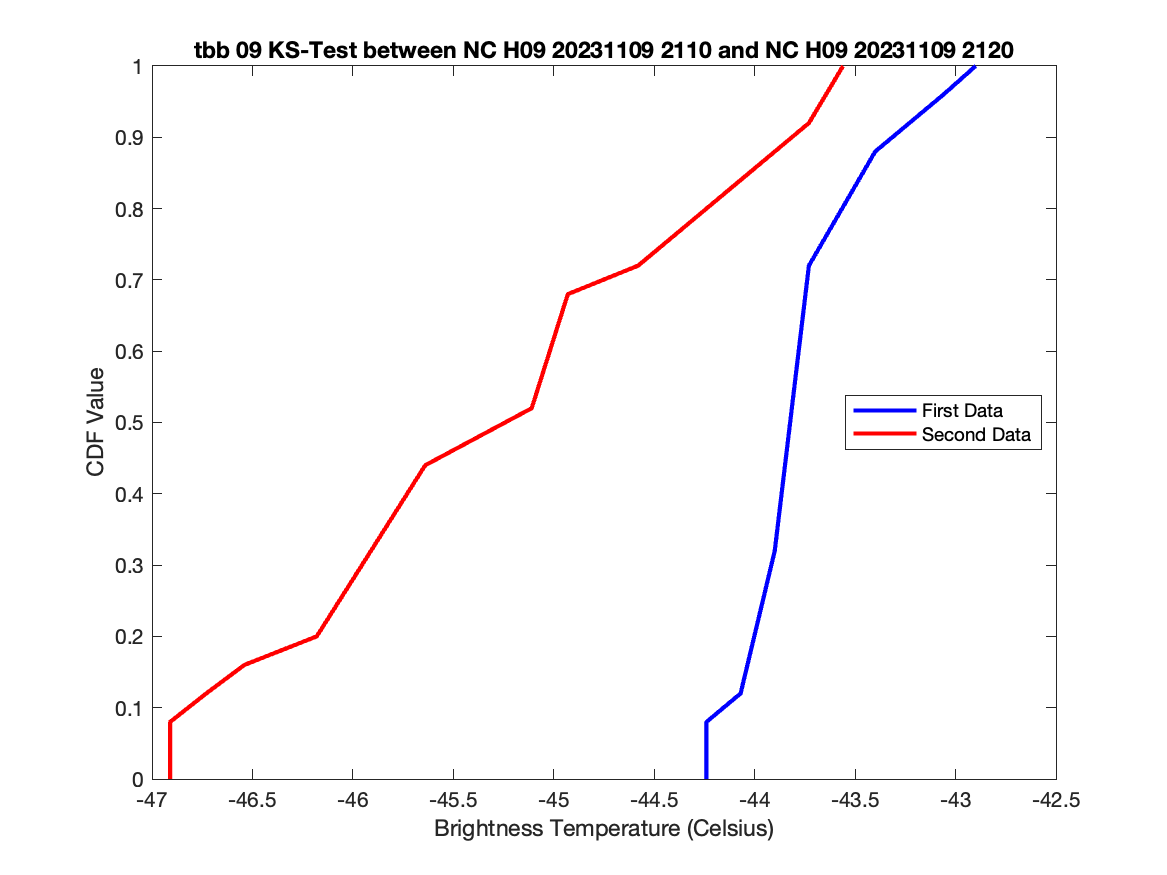 tbb 09 KS-Test between NC H09 20231109 2110 and NC H09 20231109 2120
1
0.9
0.8
0.7
0.6
0.5
0.4
0.3
0.2
0.1
0
CDF Value
First Data
Second Data
-47 -46.5 -46 -45.5 -45 -44.5 -44 -43.5 -43 -42.5
Brightness Temperature (Celsius)